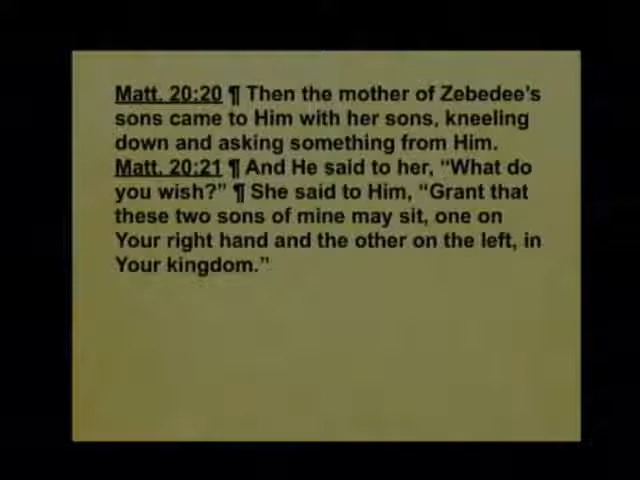 Matt. 20:20 ¶ Then the mother of Zebedee's
sons came to Him with her sons, kneeling
down and asking something from Him.
Matt. 20:21 ¶ And He said to her, “What do
you wish?” ¶ She said to Him, “Grant that
these two sons of mine may sit, one on
Your right hand and the other on the left, in
Your kingdom.”